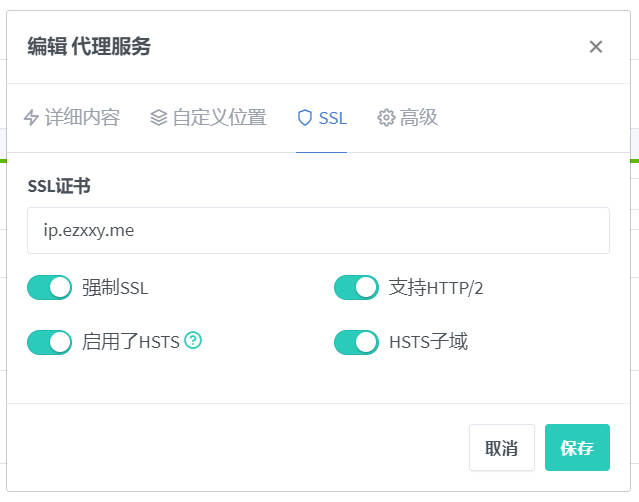 编辑 代理服务
详细内容 自定义位置 SSL 高级
SSL证书
ip.ezxxy.me
强制SSL 支持HTTP/2
启用了HSTS HSTS子域
取消 保存